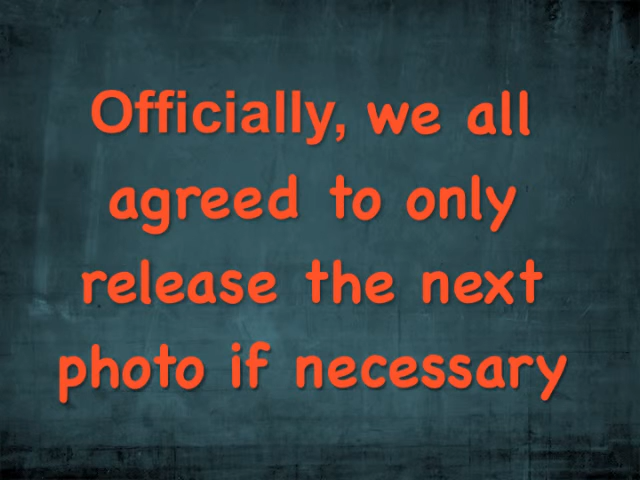 Officially, we all
agreed to only
release the next
photo if necessary